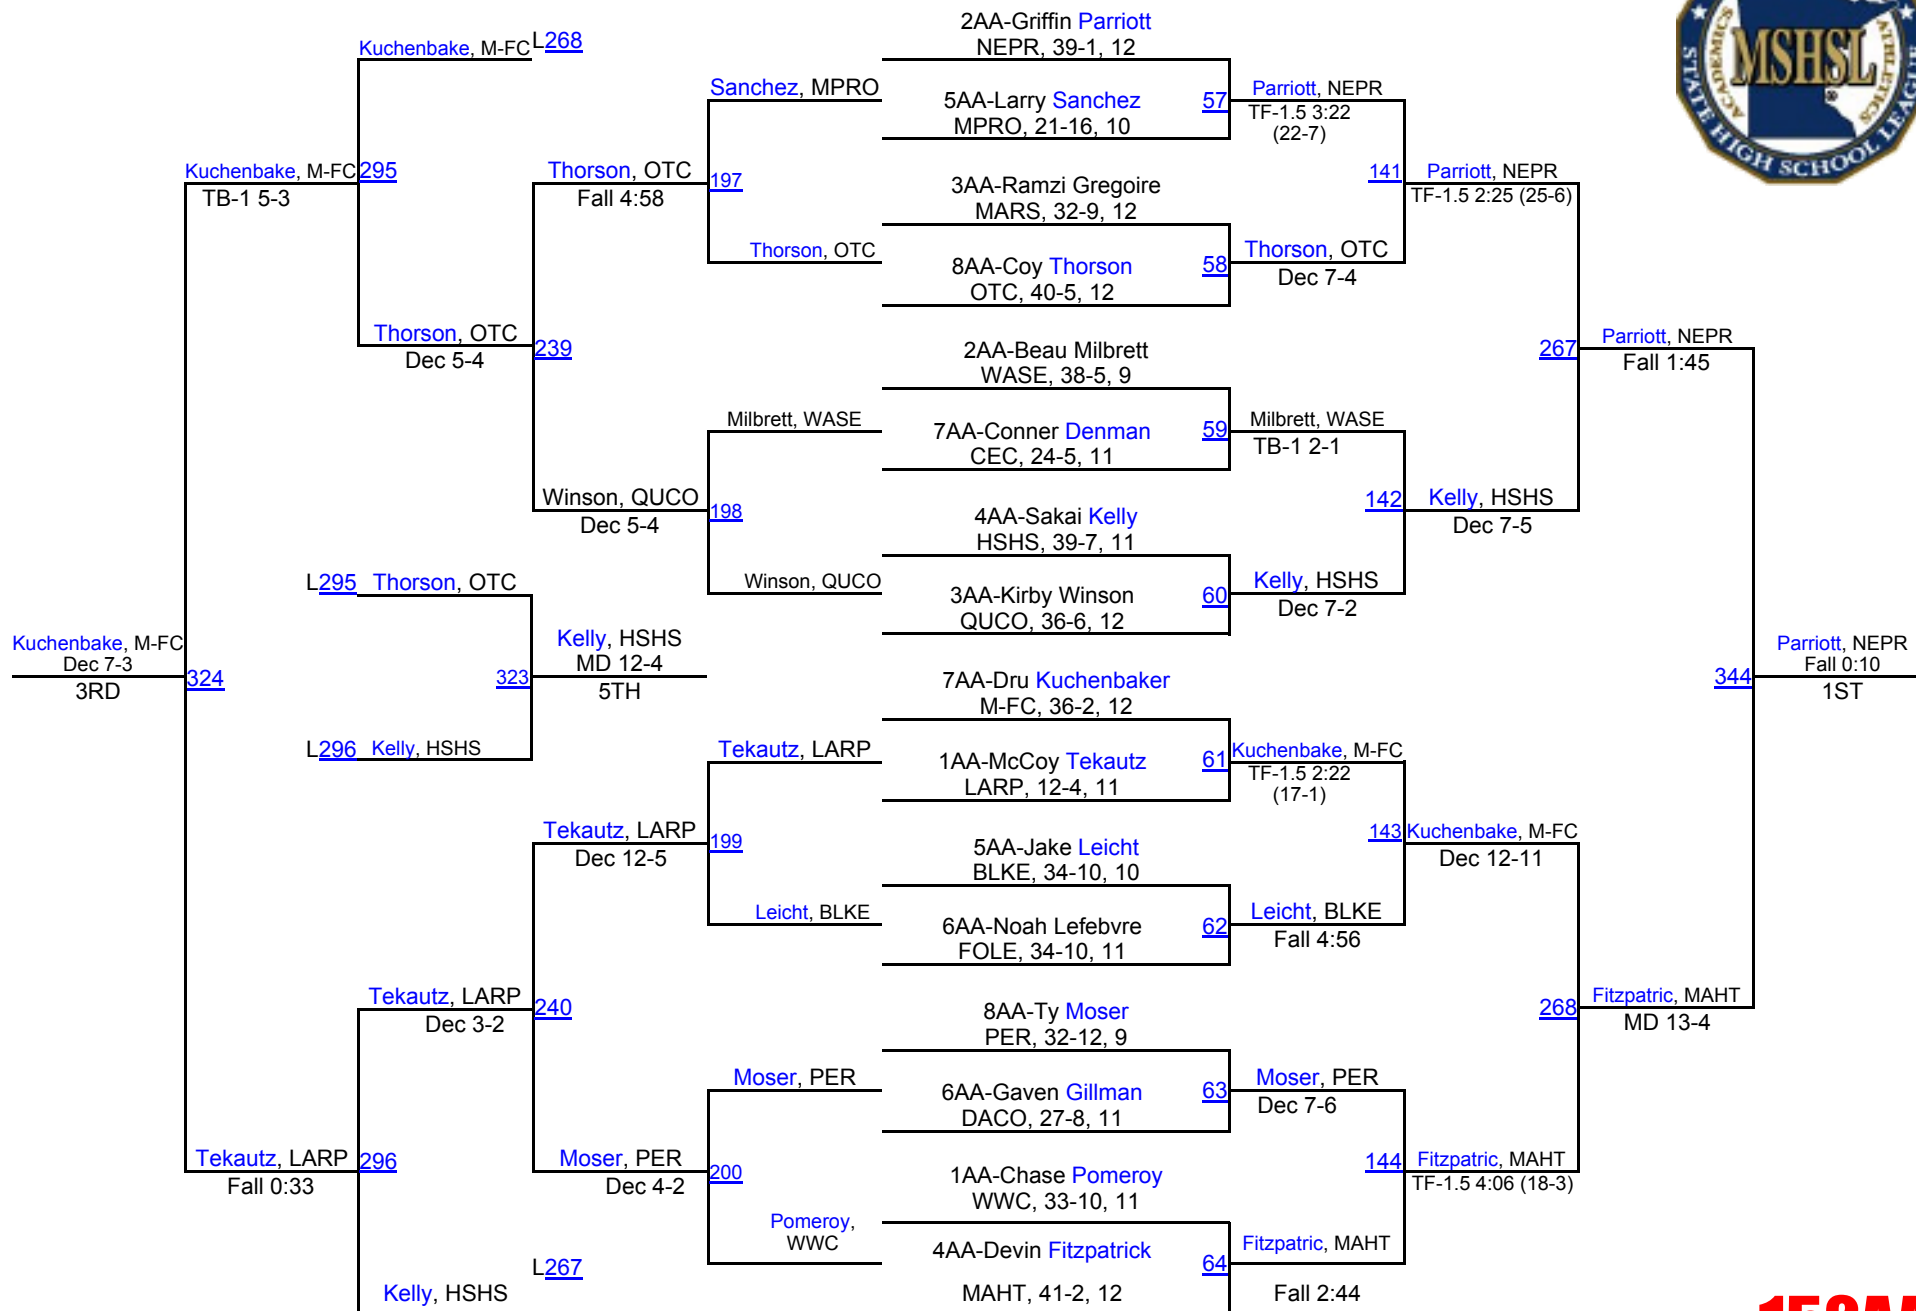 Kuchenbake, M-FC
L268
295
Kuchenbake, M-FC
TB-1 5-3
Thorson, OTC
Dec 5-4
239
Thorson, OTC
Fall 4:58
197
Sanchez, MPRO
Thorson, OTC
Winson, QUCO
Dec 5-4
198
Milbrett, WASE
Winson, QUCO
L295 Thorson, OTC
L296 Kelly, HSHS
323
Kelly, HSHS
MD 12-4
5TH
Kuchenbake, M-FC
Dec 7-3
3RD
324
Tekautz, LARP
Fall 0:33
296
Tekautz, LARP
Dec 3-2
240
Tekautz, LARP
Dec 12-5
199
Tekautz, LARP
Leicht, BLKE
Moser, PER
Dec 4-2
200
Moser, PER
Pomeroy,
WWC
L267
Kelly, HSHS
2AA-Griffin Parriott
NEPR, 39-1, 12
5AA-Larry Sanchez
MPRO, 21-16, 10
57
3AA-Ramzi Gregoire
MARS, 32-9, 12
8AA-Coy Thorson
OTC, 40-5, 12
58
2AA-Beau Milbrett
WASE, 38-5, 9
7AA-Conner Denman
CEC, 24-5, 11
59
4AA-Sakai Kelly
HSHS, 39-7, 11
3AA-Kirby Winson
QUCO, 36-6, 12
60
7AA-Dru Kuchenbaker
M-FC, 36-2, 12
1AA-McCoy Tekautz
LARP, 12-4, 11
61
5AA-Jake Leicht
BLKE, 34-10, 10
6AA-Noah Lefebvre
FOLE, 34-10, 11
62
8AA-Ty Moser
PER, 32-12, 9
6AA-Gaven Gillman
DACO, 27-8, 11
63
1AA-Chase Pomeroy
WWC, 33-10, 11
4AA-Devin Fitzpatrick
MAHT, 41-2, 12
64
Parriott, NEPR
TF-1.5 3:22
(22-7)
Thorson, OTC
Dec 7-4
141
Milbrett, WASE
TB-1 2-1
Kelly, HSHS
Dec 7-2
142
Kuchenbake, M-FC
TF-1.5 2:22
(17-1)
Leicht, BLKE
Fall 4:56
143
Moser, PER
Dec 7-6
Fitzpatric, MAHT
Fall 2:44
144
Parriott, NEPR
TF-1.5 2:25 (25-6)
Kelly, HSHS
Dec 7-5
267
Kuchenbake, M-FC
Dec 12-11
Fitzpatric, MAHT
TF-1.5 4:06 (18-3)
268
Parriott, NEPR
Fall 1:45
Fitzpatric, MAHT
MD 13-4
344
Parriott, NEPR
Fall 0:10
1ST
MSHSL
ACADEMICS
ATHLETICS
STATE HIGH SCHOOL LEAGUE